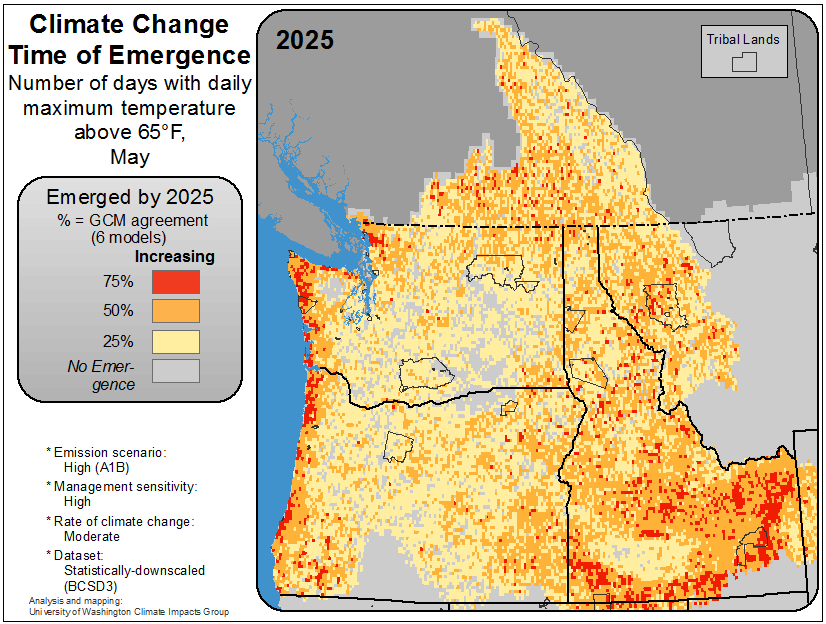 Climate Change
Time of Emergence
Number of days with daily
maximum temperature
above 65°F,
May
2025
Tribal Lands
Emerged by 2025
% = GCM agreement
(6 models)
Increasing
75%
50%
25%
No Emer-
gence
* Emission scenario:
High (A1B)
* Management sensitivity:
High
* Rate of climate change:
Moderate
* Dataset:
Statistically-downscaled
(BCSD3)
Analysis and mapping:
University of Washington Climate Impacts Group